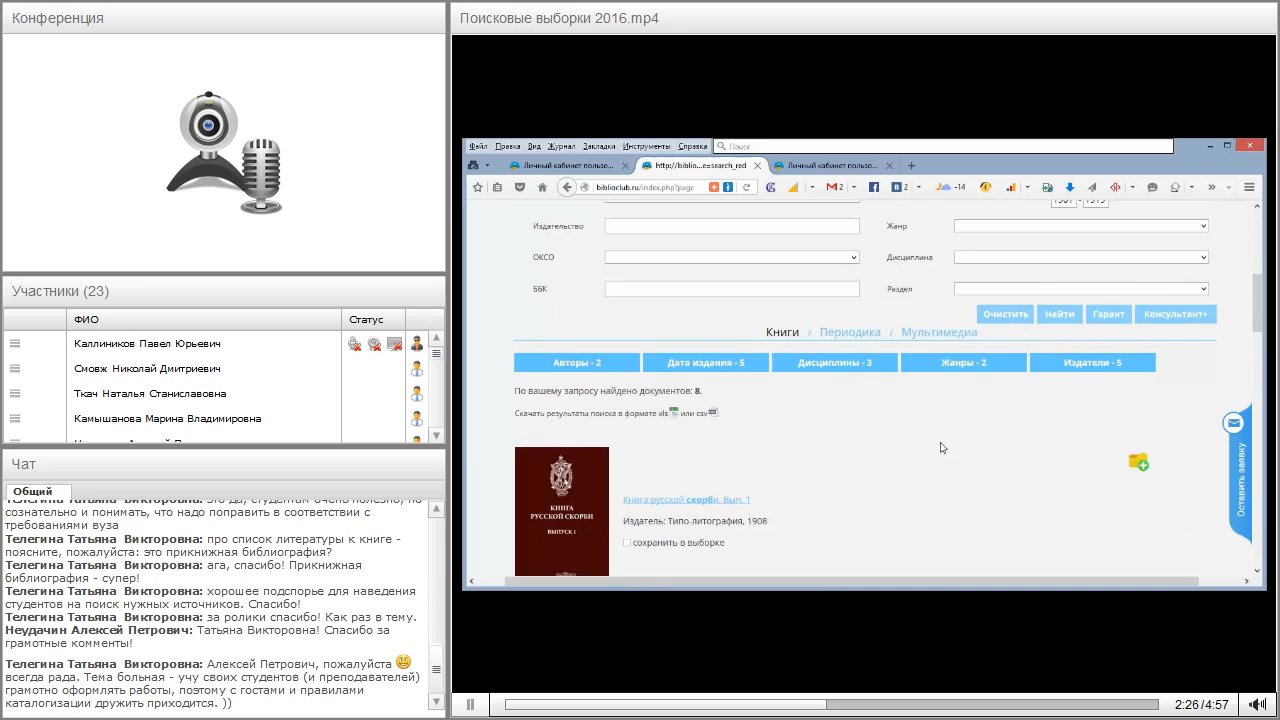 Конференция
Участники (23)
ФИО Статус
Каллиников Павел Юрьевич
Сможж Николай Дмитриевич
Ткач Наталья Станиславовна
Камышанова Марина Владимировна
Чат
Общий
требованиями вуза
Телегина Татьяна Викторовна: про список литературы к книге -
поясните, пожалуйста: это прикнижная библиография?
Телегина Татьяна Викторовна: ага, спасибо! Прикнижная
библиография - супер!
Телегина Татьяна Викторовна: хорошее подспорье для наведения
студентов на поиск нужных источников. Спасибо!
Телегина Татьяна Викторовна: за ролики спасибо! Как раз в тему.
Неудачин Алексей Петрович: Татьяна Викторовна! Спасибо за
грамотные комменты!
Телегина Татьяна Викторовна: Алексей Петрович, пожалуйста
всегда рада. Тема больная - учу своих студентов (и преподавателей)
грамотно оформлять работы, поэтому с гостами и правилами
каталогизации дружить приходится. ))
Поисковые выборки 2016.mp4
Файл Правка Вид Журнал Закладки Инструменты Справка Поиск
Личный кабинет пользо... http://biblio...e=search_red Личный кабинет пользо...
biblioclub.ru/index.php?page 2 2 -14
Издательство Жанр
ОКСО Дисциплина
ББК Раздел
Очистить Найти Гарант Консультант+
Книги / Периодика / Мультимедиа
Авторы - 2 Дата издания - 5 Дисциплины - 3 Жанры - 2 Издатели - 5
По вашему запросу найдено документов: 8.
Скачать результаты поиска в формате xls или csv
КНИГА
РУССКОЙ СКОРБИ
ВЫПУСК 1
Книга русской скорби. Вып. 1
Издатель: Типо-литография, 1908
сохранить в выборке
Оставить заявку
2:26 / 4:57